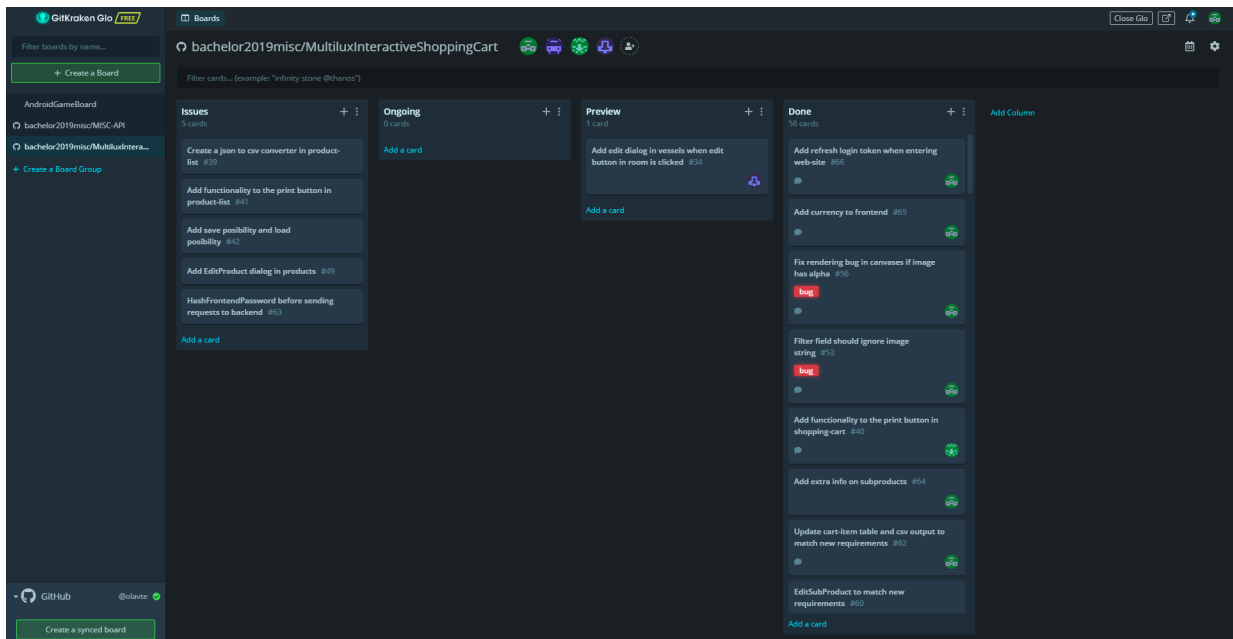 GitKraken Glo FREE
Boards
Close Glo
Filter boards by name...
+ Create a Board
AndroidGameBoard
bachelor2019misc/MISC-API
bachelor2019misc/MultiluxIntera...
+ Create a Board Group
bachelor2019misc/MultiluxInteractiveShoppingCart
Filter cards... (example: "infinity stone @thanos")
Issues
5 cards
Create a json to csv converter in product-
list #39
Add functionality to the print button in
product-list #41
Add save posibility and load
posibility #42
Add EditProduct dialog in products #49
HashFrontendPassword before sending
requests to backend #63
Add a card
Ongoing
0 cards
Add a card
Preview
1 card
Add edit dialog in vessels when edit
button in room is clicked #34
Add a card
Done
58 cards
Add refresh login token when entering
web-site #66
Add currency to frontend #65
Fix rendering bug in canvases if image
has alpha #56
bug
Filter field should ignore image
string #53
bug
Add functionality to the print button in
shopping-cart #40
Add extra info on subproducts #64
Update cart-item table and csv output to
match new requirements #62
EditSubProduct to match new
requirements #60
Add a card
Add Column
GitHub @olavte
Create a synced board